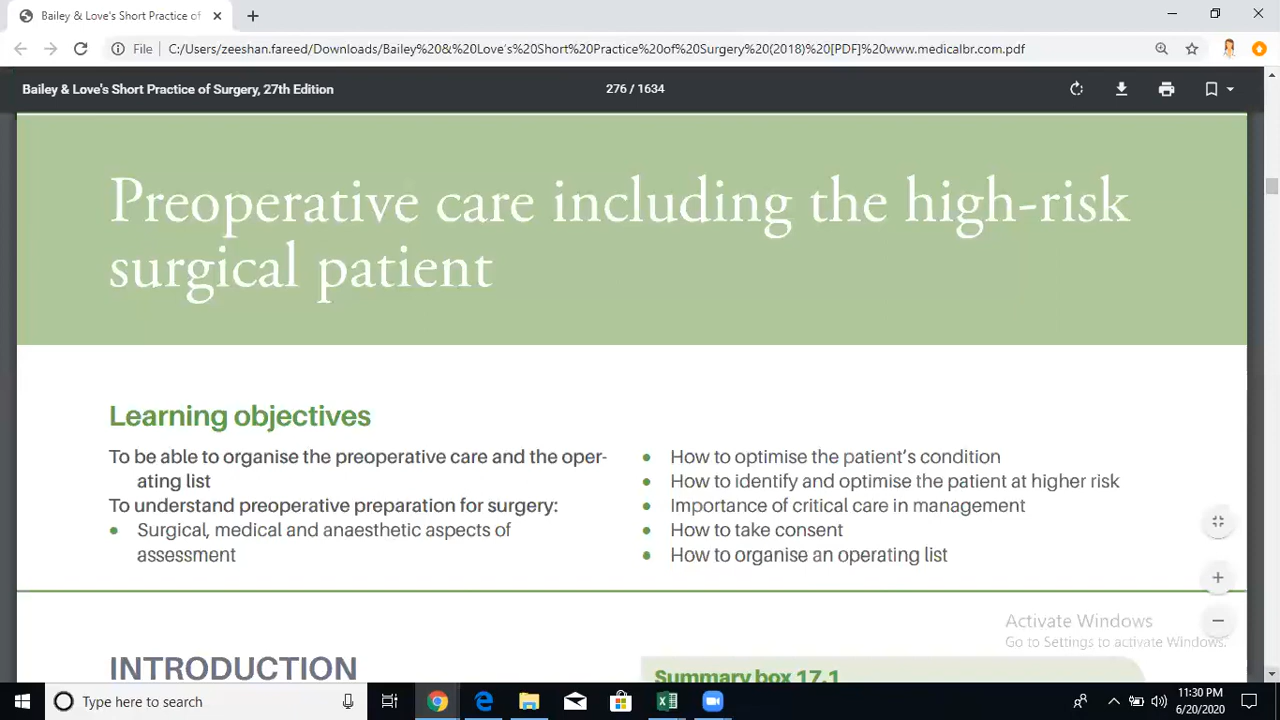 Bailey & Love's Short Practice of
File
C:/Users/zeeshan.fareed/Downloads/Bailey%20&%20Love's%20Short%20Practice%20of%20Surgery%20(2018)%20[PDF]%20www.medicalbr.com.pdf
Bailey & Love's Short Practice of Surgery, 27th Edition
276 / 1634
Preoperative care including the high-risk
surgical patient
Learning objectives
To be able to organise the preoperative care and the oper-
ating list
To understand preoperative preparation for surgery:
• Surgical, medical and anaesthetic aspects of
assessment
• How to optimise the patient's condition
• How to identify and optimise the patient at higher risk
• Importance of critical care in management
• How to take consent
• How to organise an operating list
INTRODUCTION
Summary box 17.1
Activate Windows
Go to Settings to activate Windows.
Type here to search
11:30 PM
6/20/2020